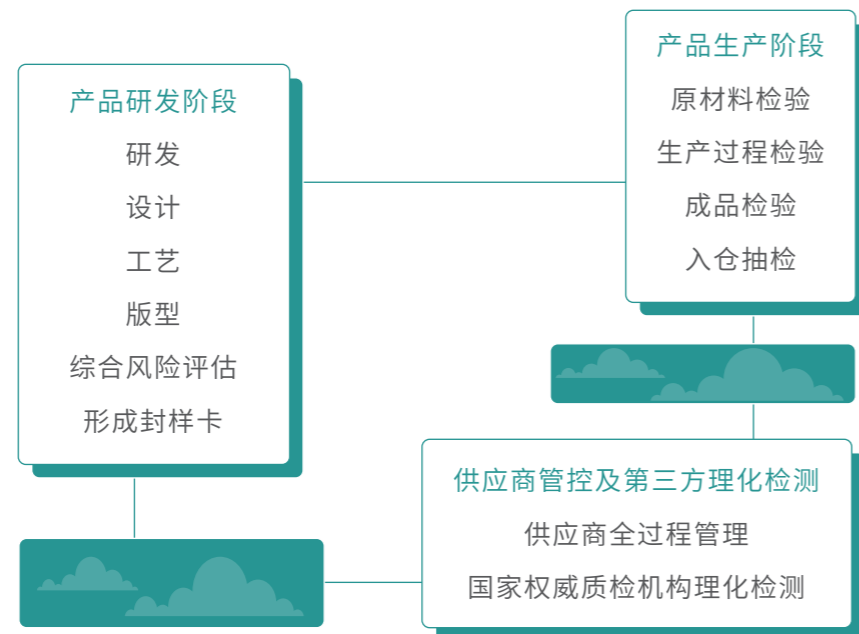 产品研发阶段
研发
设计
工艺
版型
综合风险评估
形成封样卡
产品生产阶段
原材料检验
生产过程检验
成品检验
入仓抽检
供应商管控及第三方理化检测
供应商全过程管理
国家权威质检机构理化检测